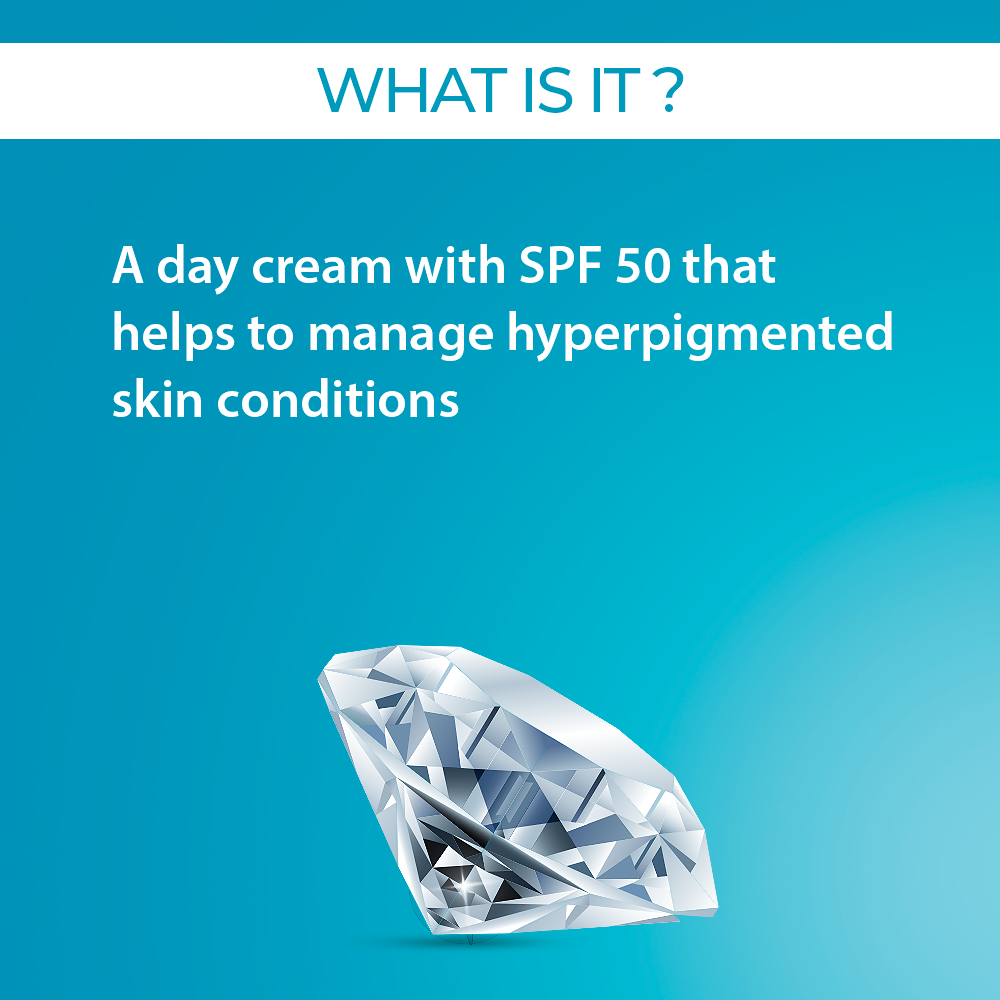 WHAT IS IT ?
A day cream with SPF 50 that
helps to manage hyperpigmented
skin conditions